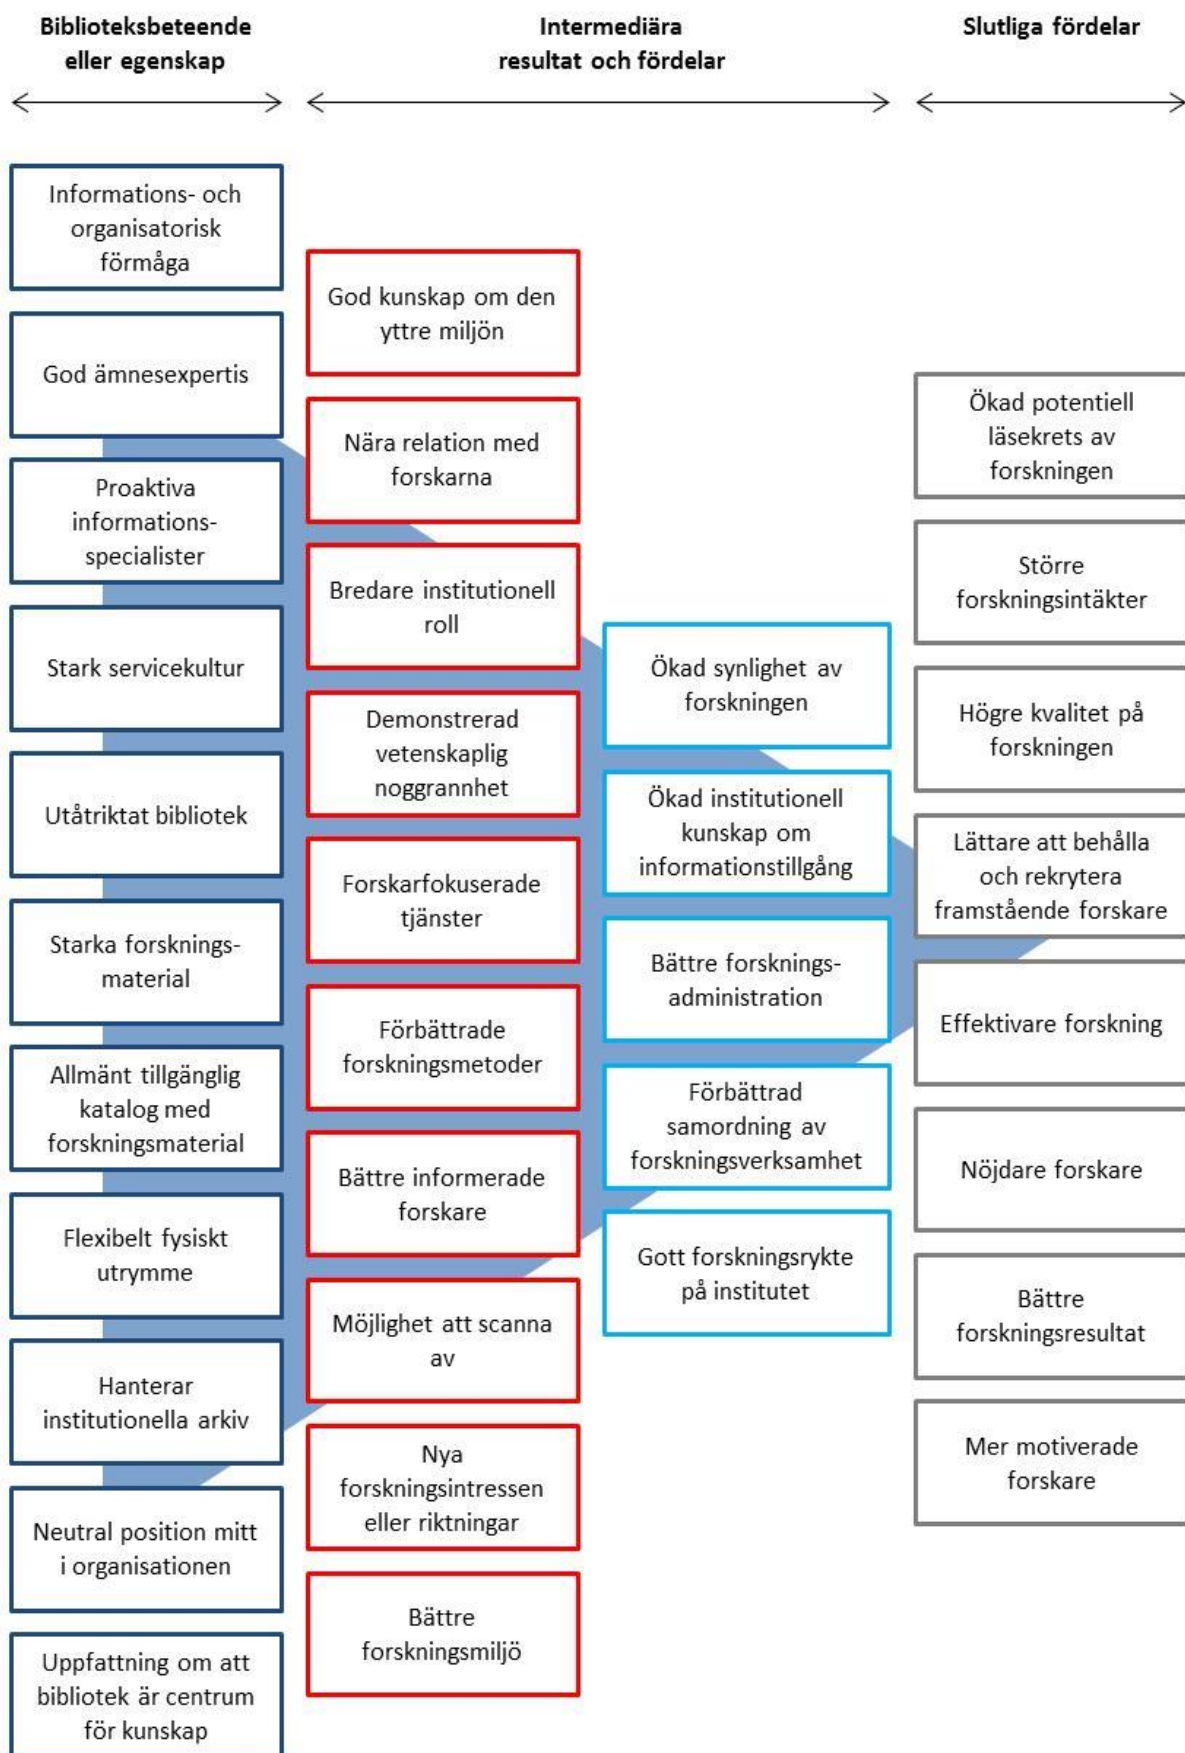 Biblioteksbeteende
eller egenskap
Intermediära
resultat och fördelar
Slutliga fördelar
Informations- och
organisatorisk
förmåga
God ämnesexpertis
Proaktiva
informations-
specialister
Stark servicekultur
Utåtriktat bibliotek
Starka forsknings-
material
Allmänt tillgänglig
katalog med
forskningsmaterial
Flexibelt fysiskt
utrymme
Hanterar
institutionella arkiv
Neutral position mitt
i organisationen
Uppfattning om att
bibliotek är centrum
för kunskap
God kunskap om den
yttre miljön
Nära relation med
forskarna
Bredare institutionell
roll
Demonstrerad
vetenskaplig
noggrannhet
Forskarfokuserade
tjänster
Förbättrade
forskningsmetoder
Bättre informerade
forskare
Möjlighet att scanna
av
Nya
forskningsintressen
eller riktningar
Bättre
forskningsmiljö
Ökad synlighet av
forskningen
Ökad institutionell
kunskap om
informationstillgång
Bättre forsknings-
administration
Förbättrad
samordning av
forskningsverksamhet
Gott forskningsrykte
på institutet
Ökad potentiell
läsekrets av
forskningen
Större
forskningsintäkter
Högre kvalitet på
forskningen
Lättare att behålla
och rekrytera
framstående forskare
Effektivare forskning
Nöjdare forskare
Bättre
forskningsresultat
Mer motiverade
forskare